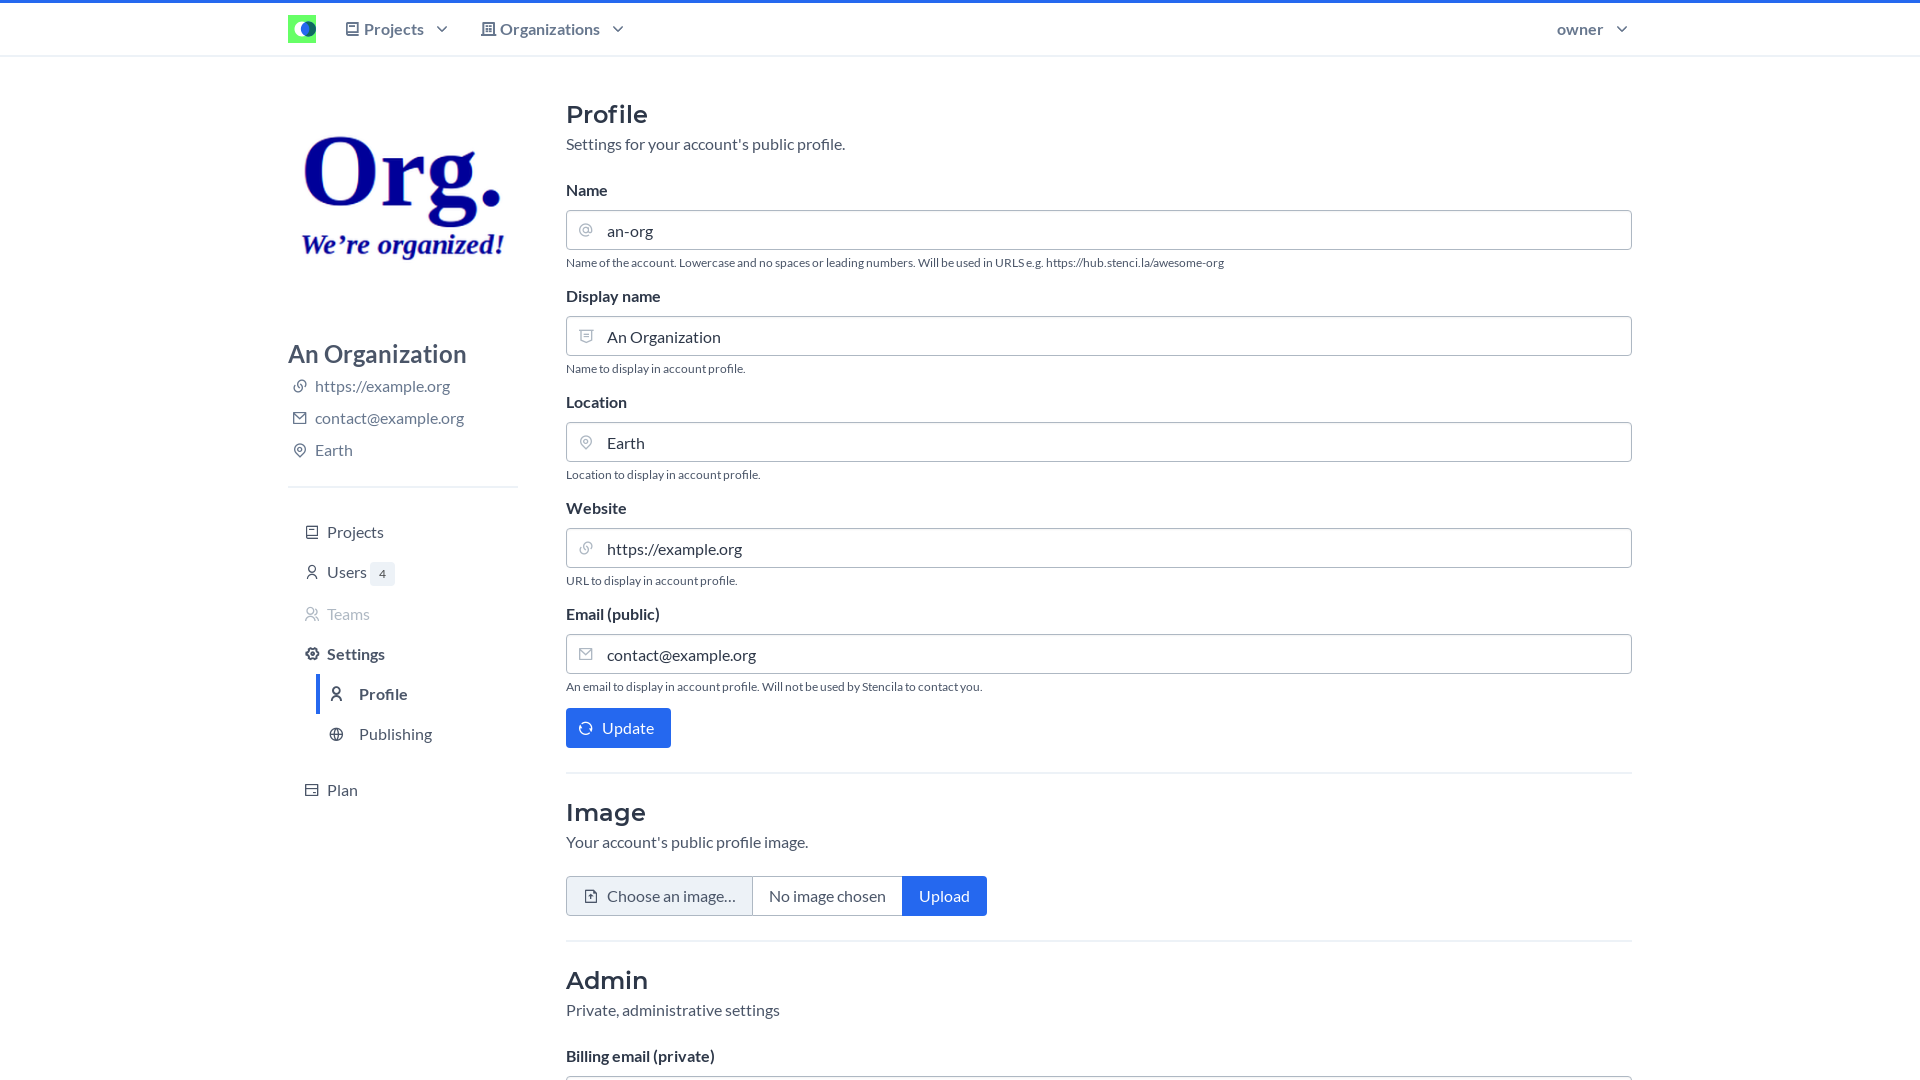 Projects
Organizations
owner
Org.
We're organized!
An Organization
https://example.org
contact@example.org
Earth
Projects
Users 4
Teams
Settings
Profile
Publishing
Plan
Profile
Settings for your account's public profile.
Name
an-org
Name of the account. Lowercase and no spaces or leading numbers. Will be used in URLS e.g. https://hub.stenci.la/awesome-org
Display name
An Organization
Name to display in account profile.
Location
Earth
Location to display in account profile.
Website
https://example.org
URL to display in account profile.
Email (public)
contact@example.org
An email to display in account profile. Will not be used by Stencila to contact you.
Update
Image
Your account's public profile image.
Choose an image...
No image chosen
Upload
Admin
Private, administrative settings
Billing email (private)